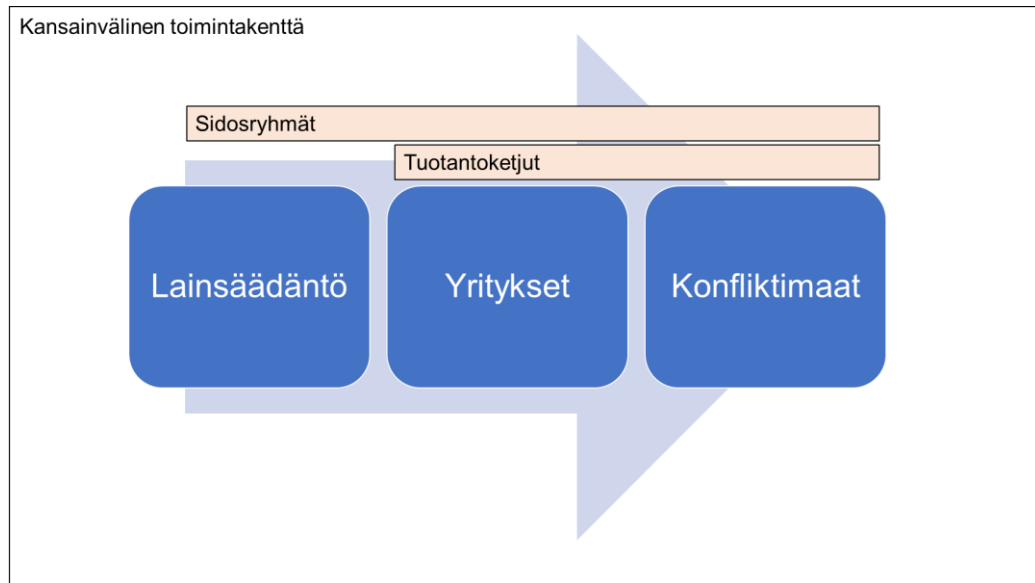 Kansainvälinen toimintakenttä
Sidosryhmät
Tuotantoketjut
Lainsäädäntö
Yritykset
Konfliktimaat